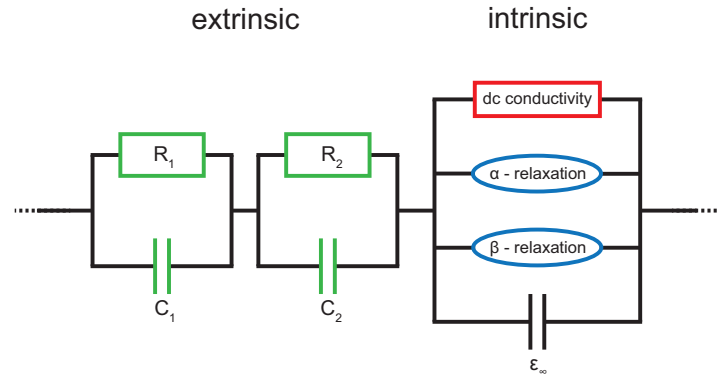 extrinsic
intrinsic
dc conductivity
R₁
R₂
α - relaxation
β - relaxation
C₁
C₂
ε∞